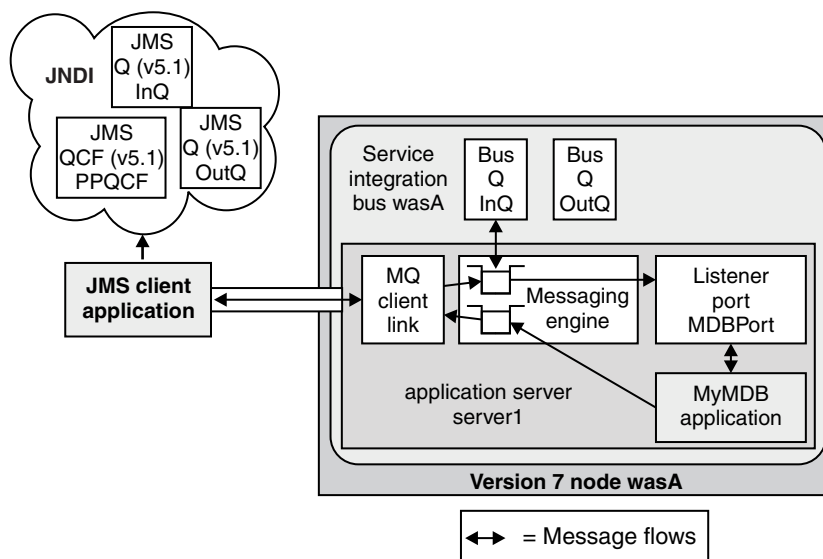 JNDI
JMS
Q (v5.1)
InQ
JMS
QCF (v5.1)
PPQCF
JMS
Q (v5.1)
OutQ
JMS client
application
Service
integration
bus wasA
Bus
Q
InQ
Bus
Q
OutQ
MQ
client
link
Messaging
engine
Listener
port
MDBPort
MyMDB
application
application server
server1
Version 7 node wasA
= Message flows